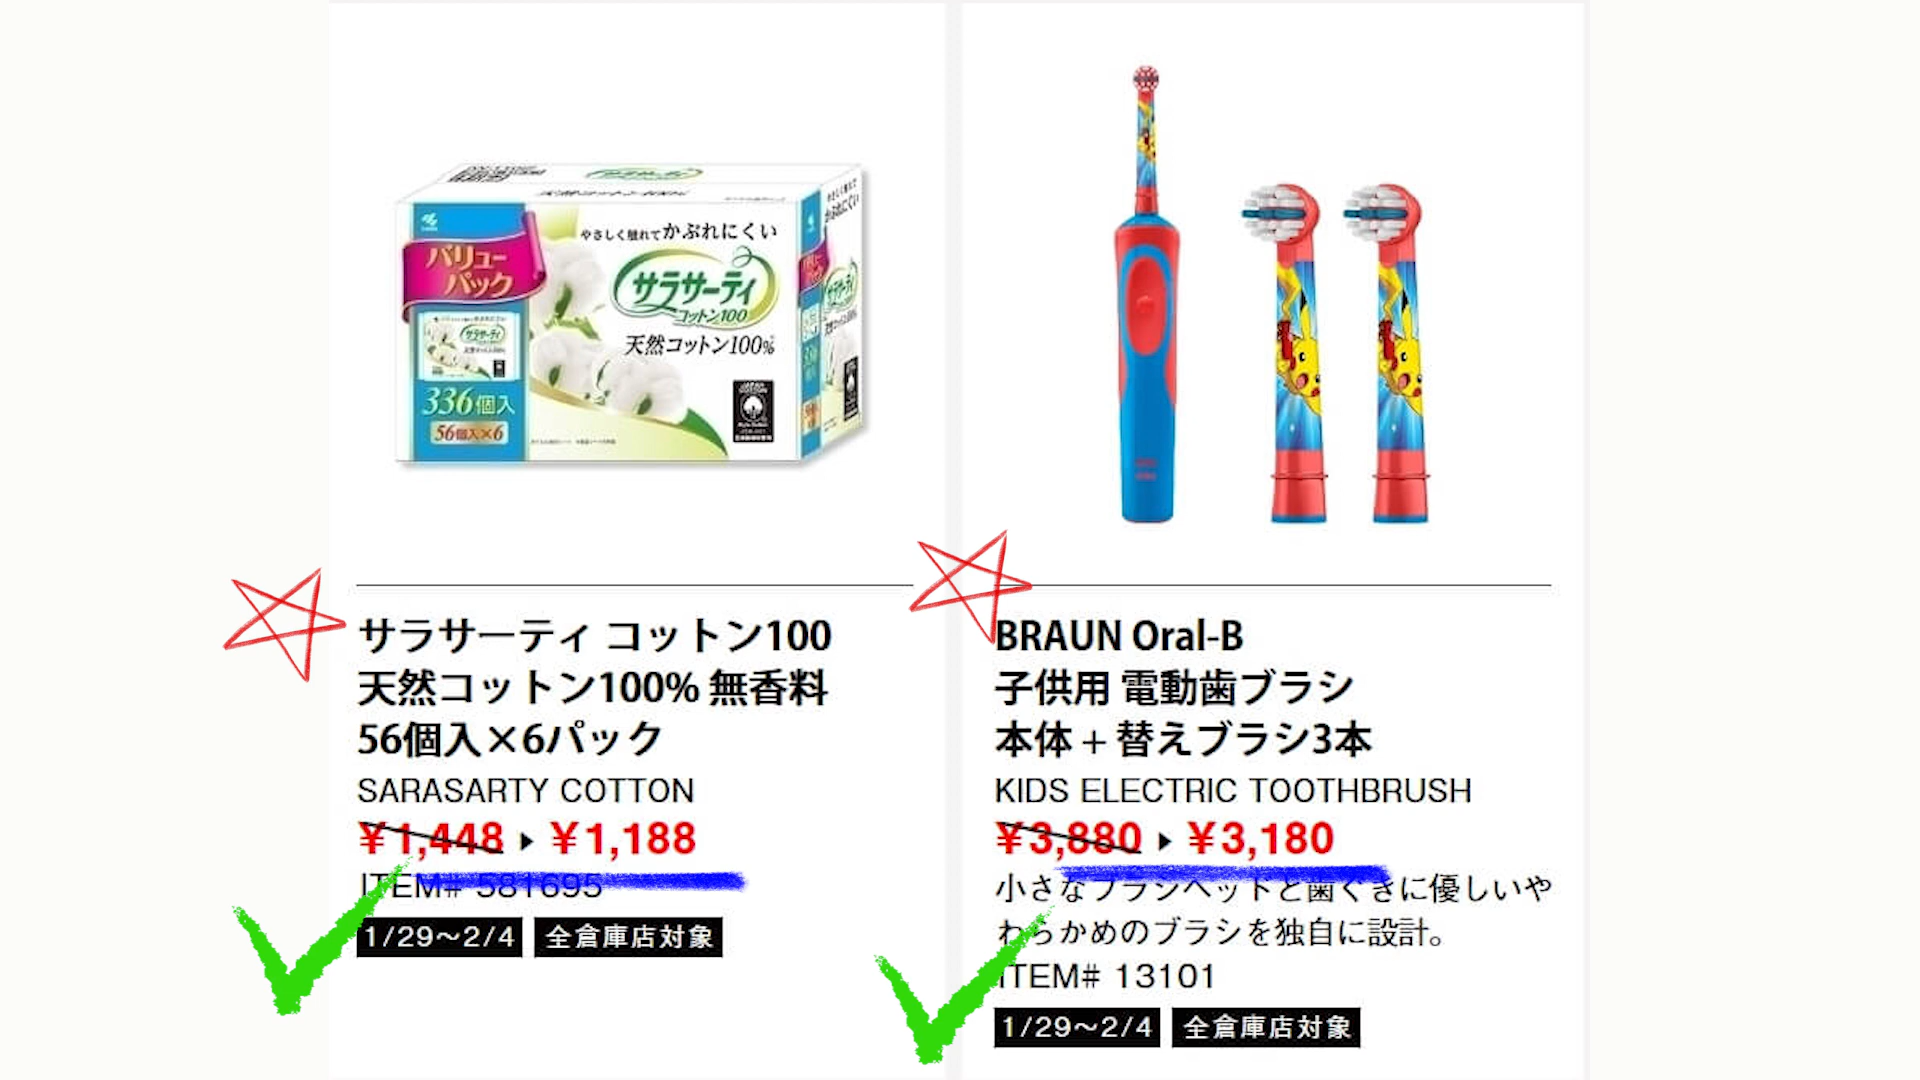 やさしく触れてかぶれにくい
バリュー
パック
サラサーティ
コットン100
天然コットン100%
サラサーティ
336個入
56個入×6
サラサーティ コットン100
天然コットン100% 無香料
56個入×6パック
SARASARTY COTTON
¥1,448 ▶ ¥1,188
ITEM# 581695
1/29～2/4 全倉庫店対象
BRAUN Oral-B
子供用 電動歯ブラシ
本体＋替えブラシ3本
KIDS ELECTRIC TOOTHBRUSH
¥3,880 ▶ ¥3,180
小さなブラシヘッドと歯ぐきに優しいや
わらかめのブラシを独自に設計。
ITEM# 13101
1/29～2/4 全倉庫店対象